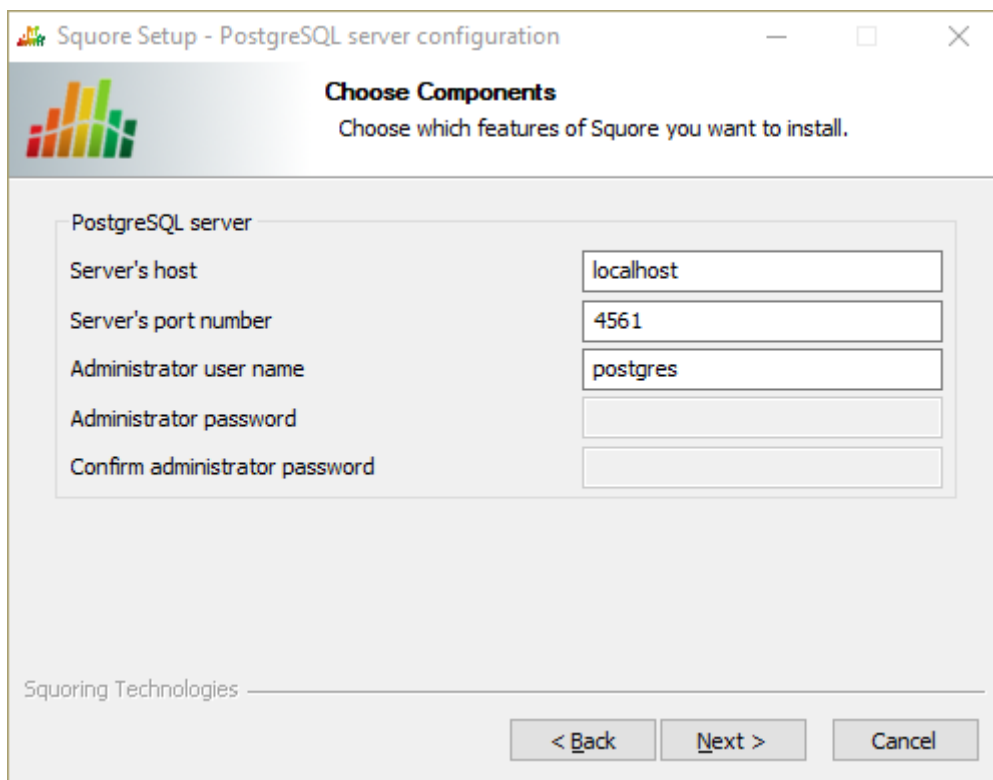 Squore Setup - PostgreSQL server configuration
Choose Components
Choose which features of Squore you want to install.
PostgreSQL server
Server's host
localhost
Server's port number
4561
Administrator user name
postgres
Administrator password
Confirm administrator password
Squoring Technologies
< Back
Next >
Cancel